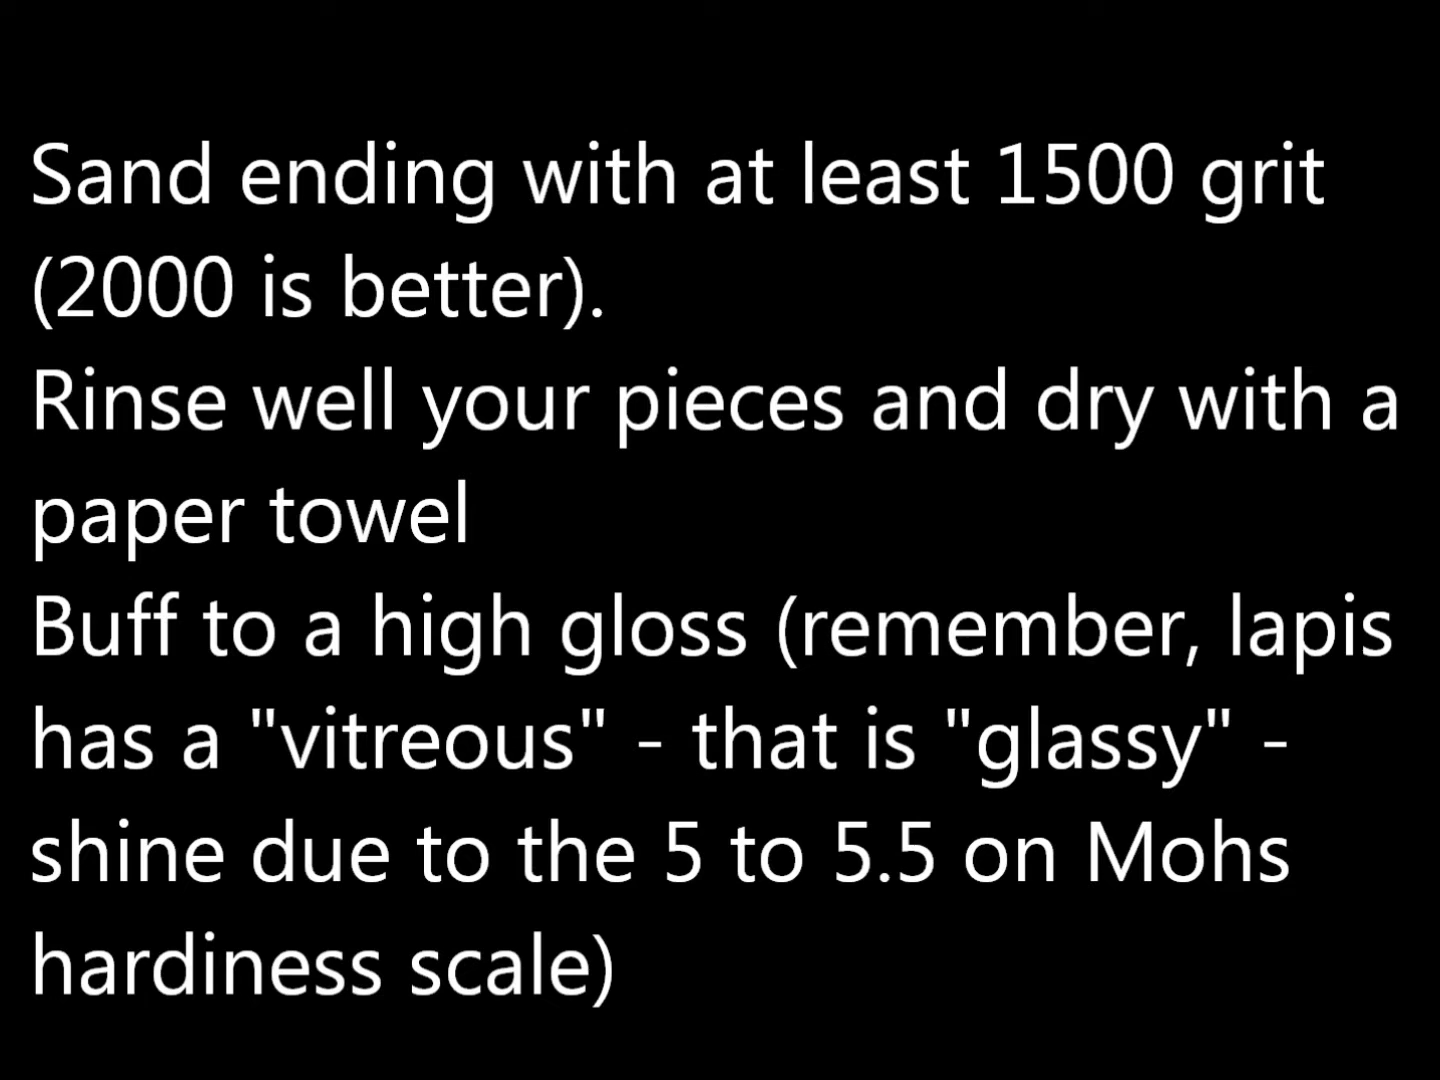 Sand ending with at least 1500 grit
(2000 is better).
Rinse well your pieces and dry with a
paper towel
Buff to a high gloss (remember, lapis
has a "vitreous" - that is "glassy" -
shine due to the 5 to 5.5 on Mohs
hardiness scale)